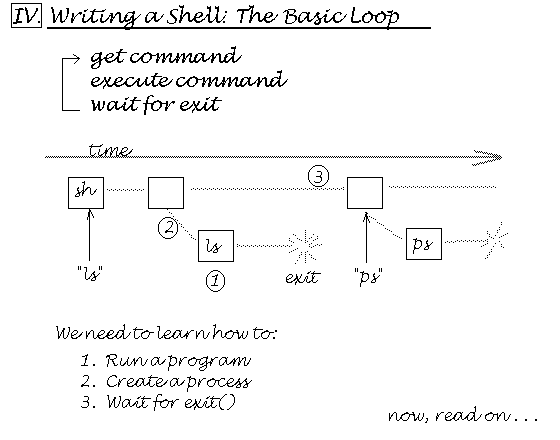 IV. Writing a Shell: The Basic Loop
get command
execute command
wait for exit
time
3
sh
2
ls
ps
1
"ls"
exit
"ps"
We need to learn how to:
1. Run a program
2. Create a process
3. Wait for exit()
now, read on . . .